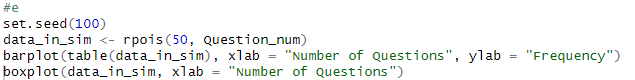 #e
set.seed(100)
data_in_sim <- rpois(50, Question_num)
barplot(table(data_in_sim), xlab = "Number of Questions", ylab = "Frequency")
boxplot(data_in_sim, xlab = "Number of Questions")